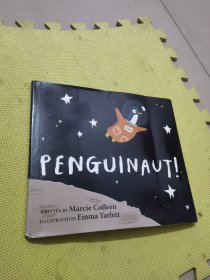 PENGUINAUT!
WRITTEN BY Marcie Colleen
ILLUSTRATED BY Emma Yarlett